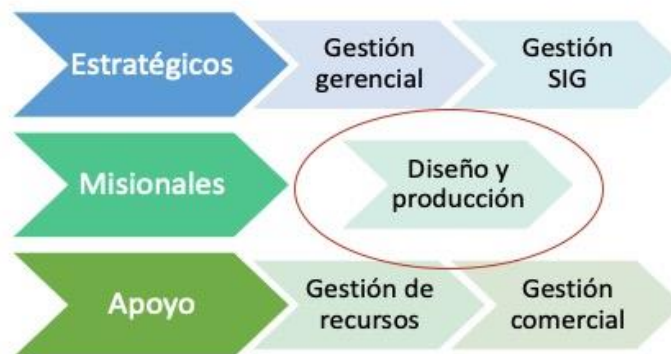 Estratégicos
Gestión
gerencial
Gestión
SIG
Misionales
Diseño y
producción
Apoyo
Gestión de
recursos
Gestión
comercial